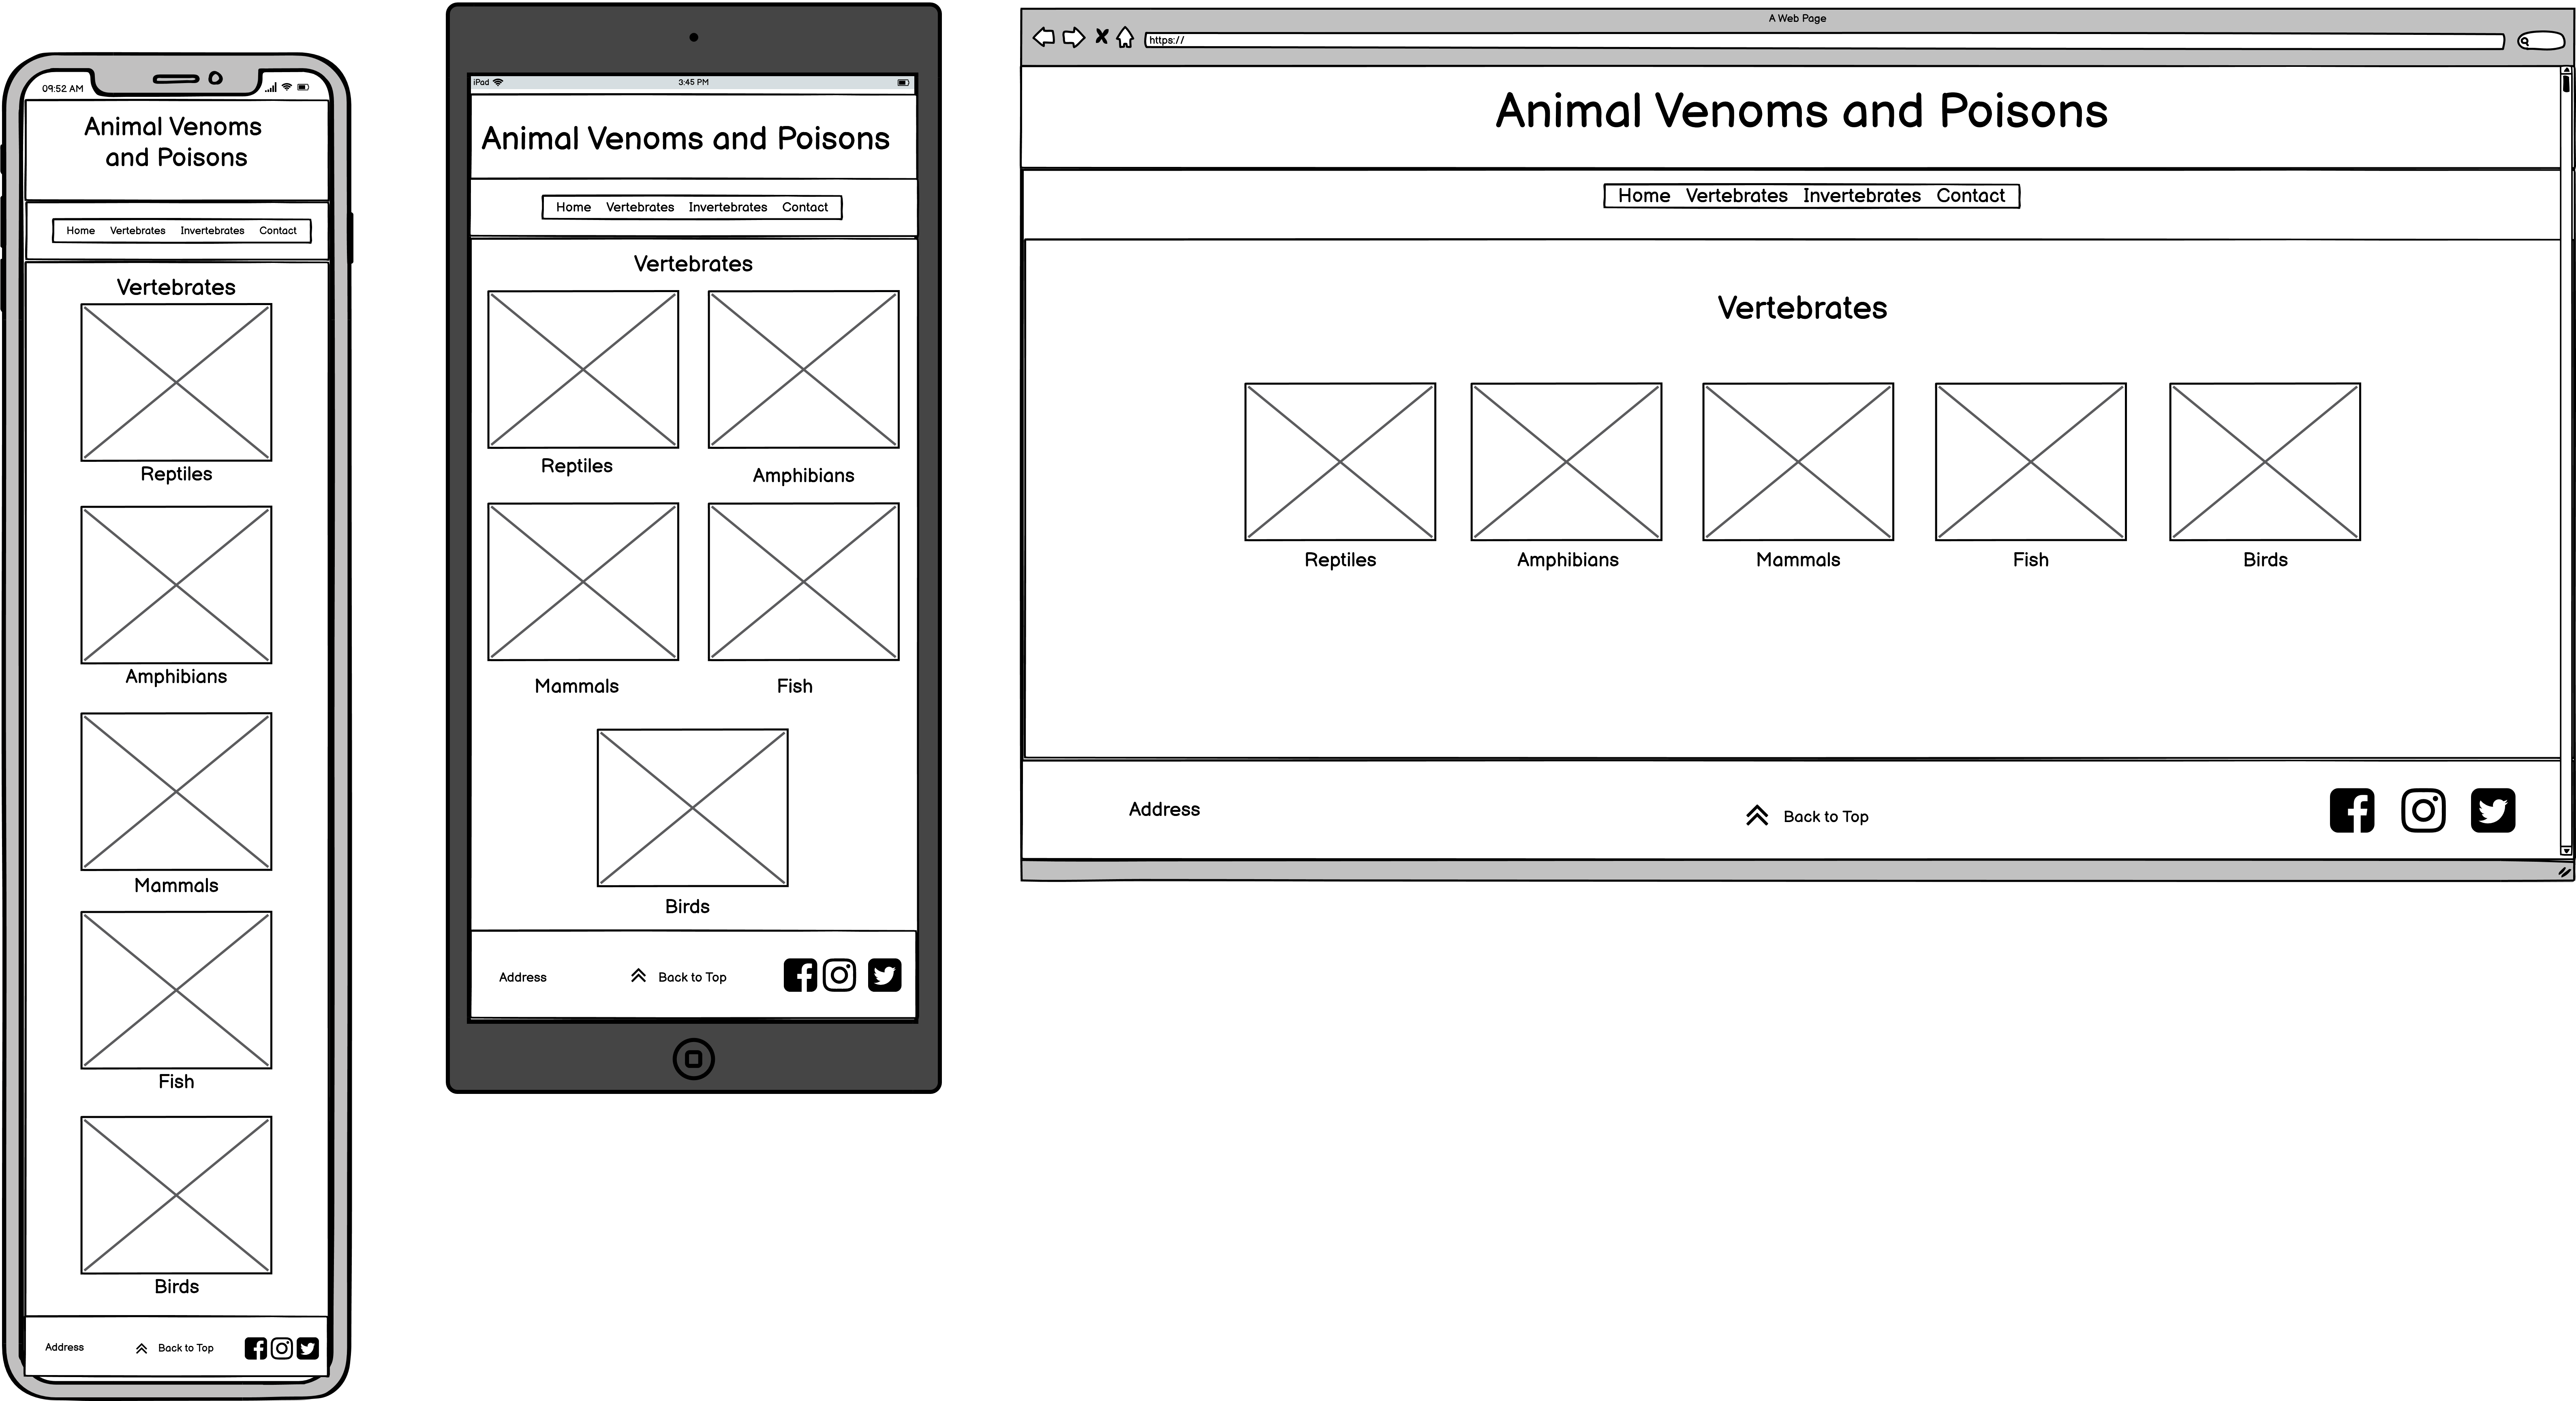 09:52 AM
Animal Venoms
and Poisons
Home Vertebrates Invertebrates Contact
Vertebrates
Reptiles
Amphibians
Mammals
Fish
Birds
Address Back to Top
iPad 3:45 PM
Animal Venoms and Poisons
Home Vertebrates Invertebrates Contact
Vertebrates
Reptiles Amphibians
Mammals Fish
Birds
Address Back to Top
A Web Page
https://
Animal Venoms and Poisons
Home Vertebrates Invertebrates Contact
Vertebrates
Reptiles Amphibians Mammals Fish Birds
Address Back to Top